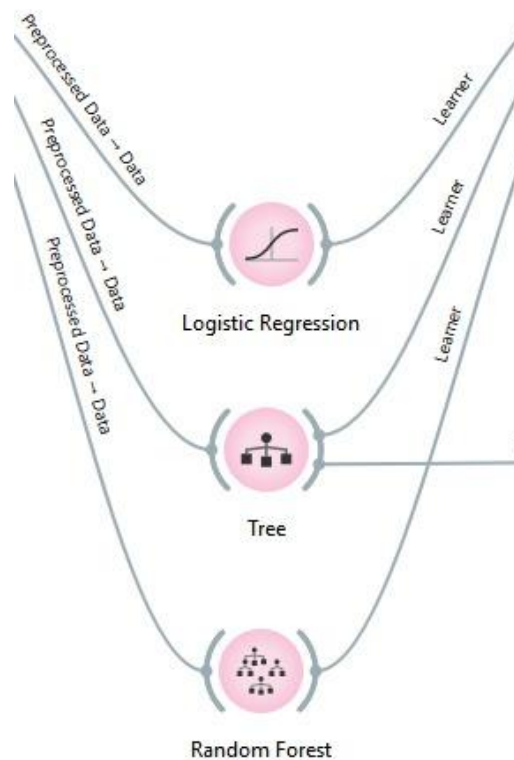 Preprocessed Data → Data
Learner
Preprocessed Data → Data
Learner
Logistic Regression
Preprocessed Data → Data
Learner
Tree
Random Forest